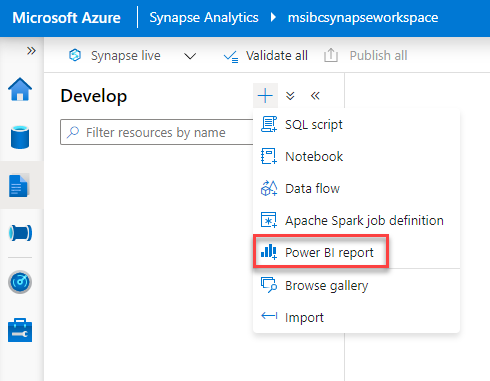 Microsoft Azure Synapse Analytics msibcsynapseworkspace
Synapse live Validate all Publish all
Develop
Filter resources by name
SQL script
Notebook
Data flow
Apache Spark job definition
Power BI report
Browse gallery
Import